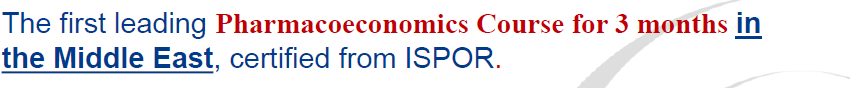 The first leading Pharmacoeconomics Course for 3 months in
the Middle East, certified from ISPOR.